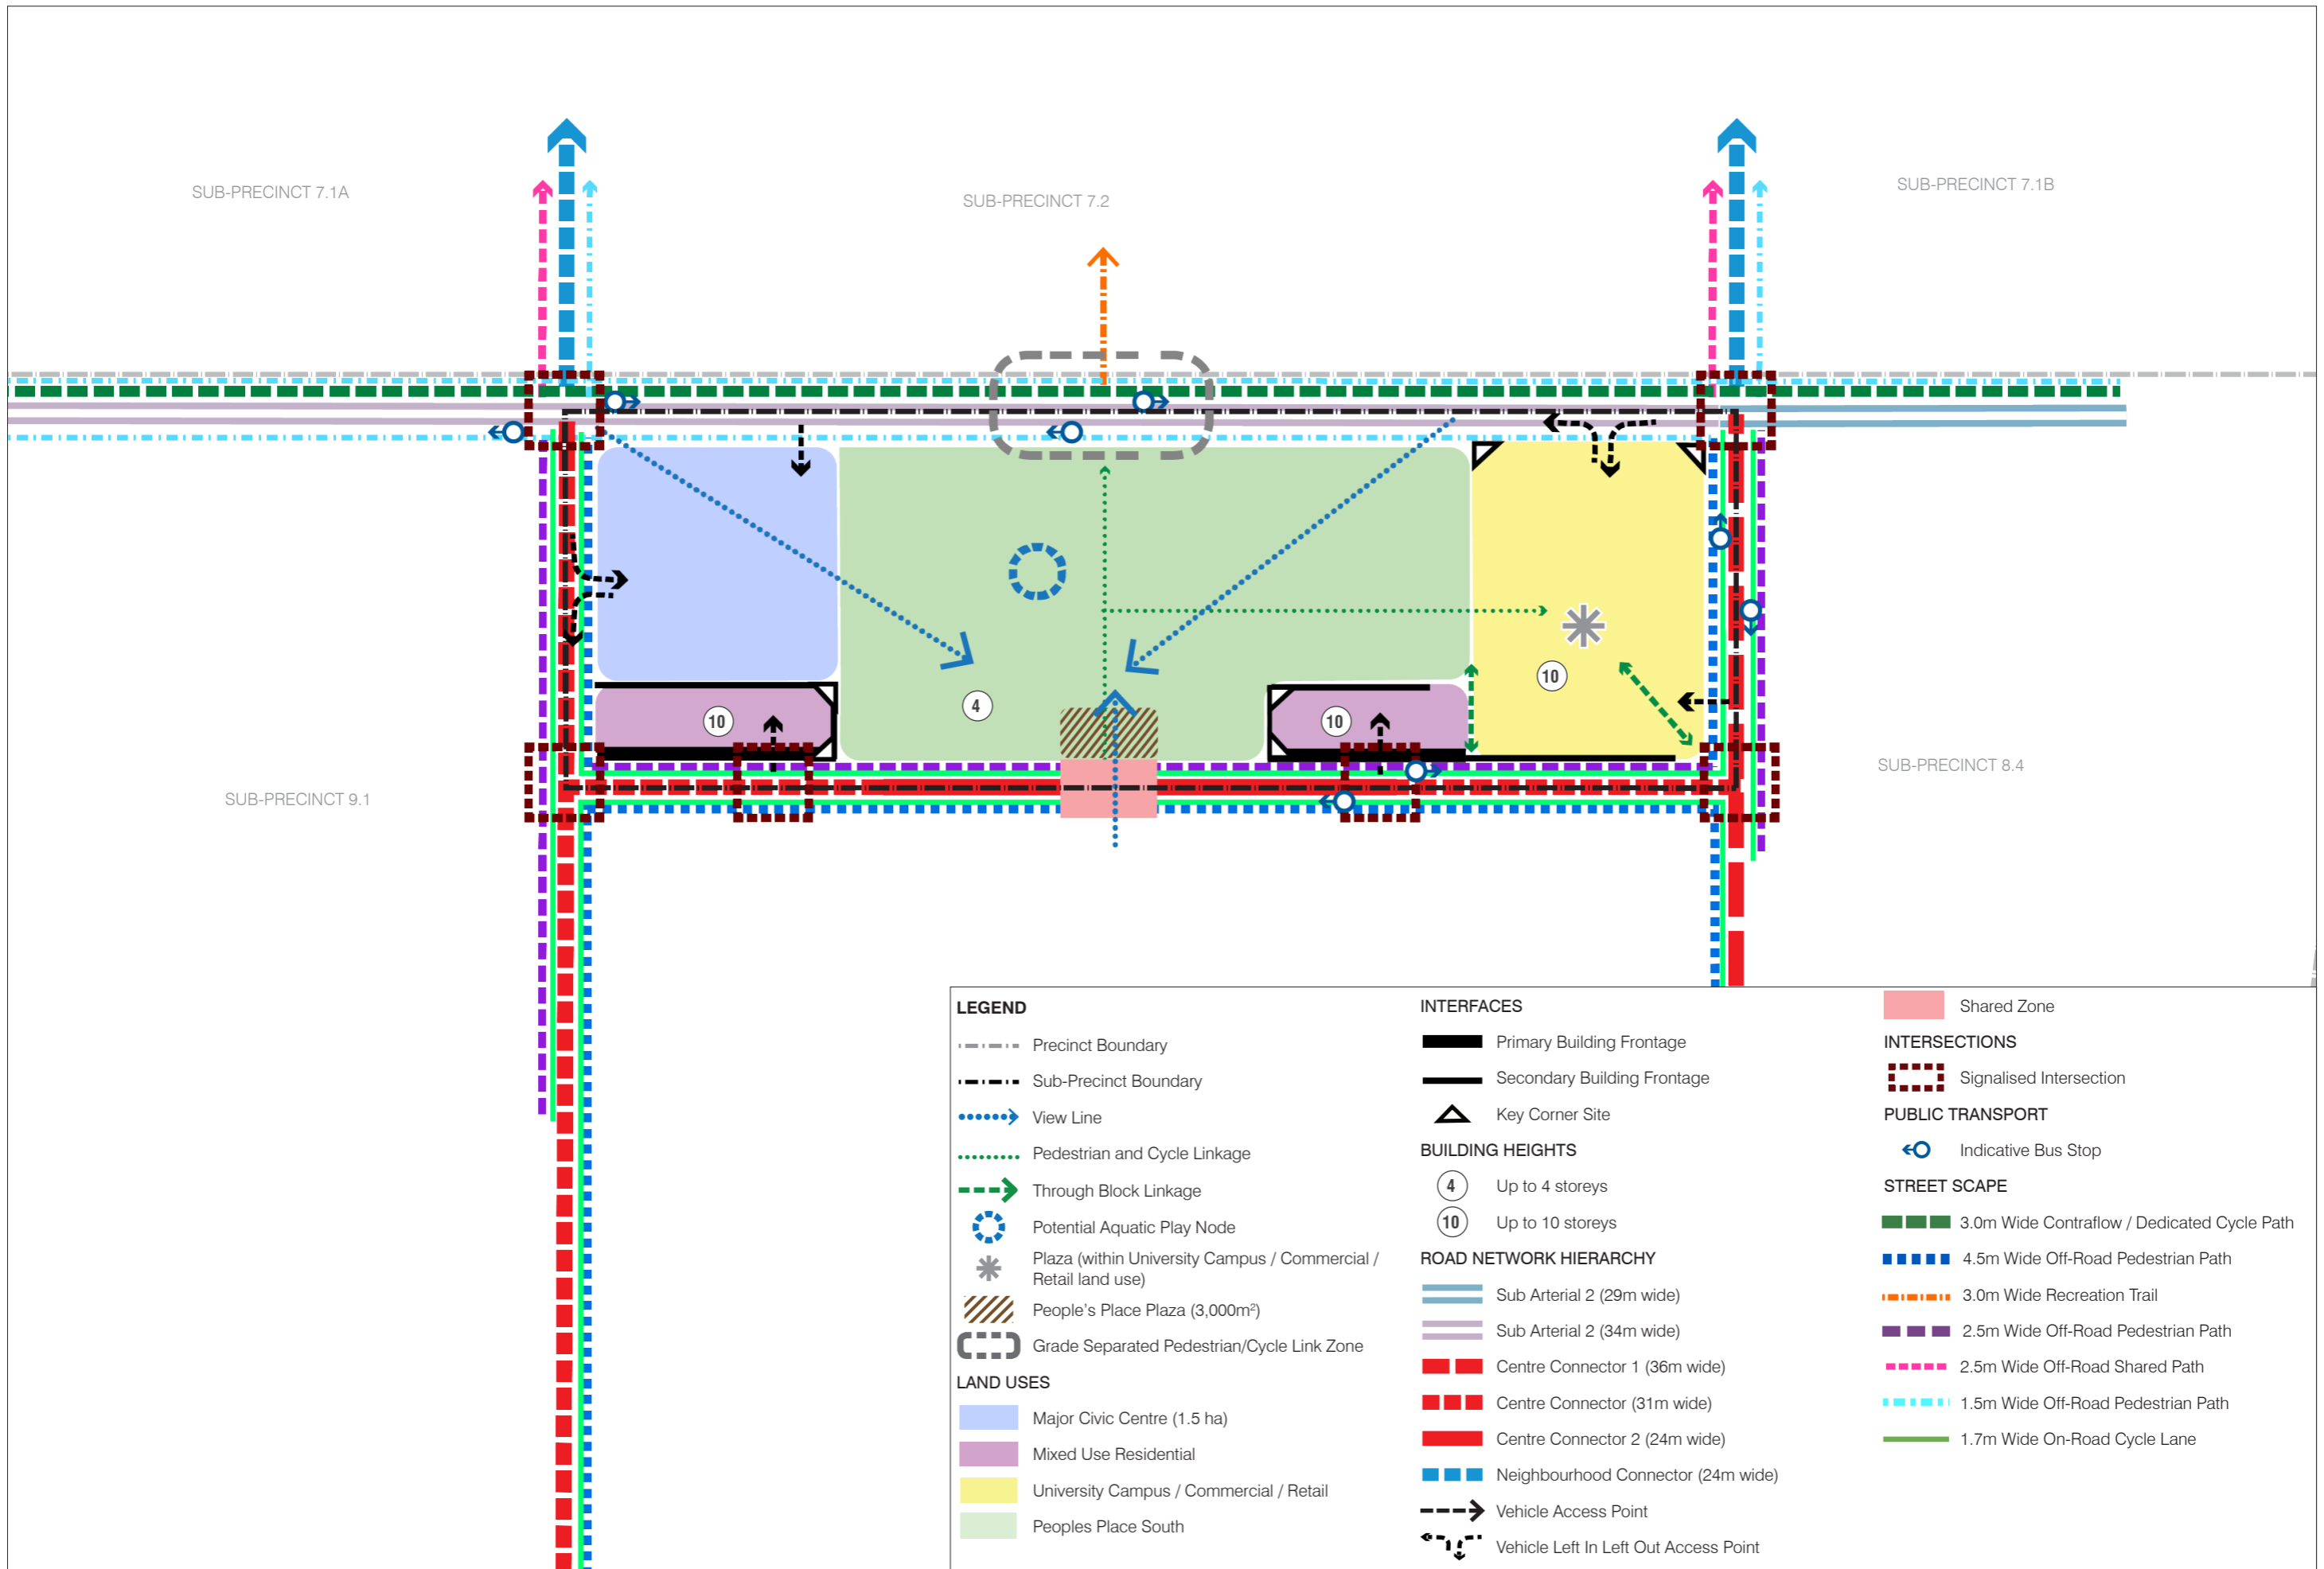 SUB-PRECINCT 7.1A
SUB-PRECINCT 7.2
SUB-PRECINCT 7.1B
4
10
10
10
SUB-PRECINCT 9.1
SUB-PRECINCT 8.4
LEGEND
Precinct Boundary
Sub-Precinct Boundary
View Line
Pedestrian and Cycle Linkage
Through Block Linkage
Potential Aquatic Play Node
Plaza (within University Campus / Commercial /
Retail land use)
People's Place Plaza (3,000m²)
Grade Separated Pedestrian/Cycle Link Zone
LAND USES
Major Civic Centre (1.5 ha)
Mixed Use Residential
University Campus / Commercial / Retail
Peoples Place South
INTERFACES
Primary Building Frontage
Secondary Building Frontage
Key Corner Site
BUILDING HEIGHTS
4 Up to 4 storeys
10 Up to 10 storeys
ROAD NETWORK HIERARCHY
Sub Arterial 2 (29m wide)
Sub Arterial 2 (34m wide)
Centre Connector 1 (36m wide)
Centre Connector (31m wide)
Centre Connector 2 (24m wide)
Neighbourhood Connector (24m wide)
Vehicle Access Point
Vehicle Left In Left Out Access Point
Shared Zone
INTERSECTIONS
Signalised Intersection
PUBLIC TRANSPORT
Indicative Bus Stop
STREET SCAPE
3.0m Wide Contraflow / Dedicated Cycle Path
4.5m Wide Off-Road Pedestrian Path
3.0m Wide Recreation Trail
2.5m Wide Off-Road Pedestrian Path
2.5m Wide Off-Road Shared Path
1.5m Wide Off-Road Pedestrian Path
1.7m Wide On-Road Cycle Lane